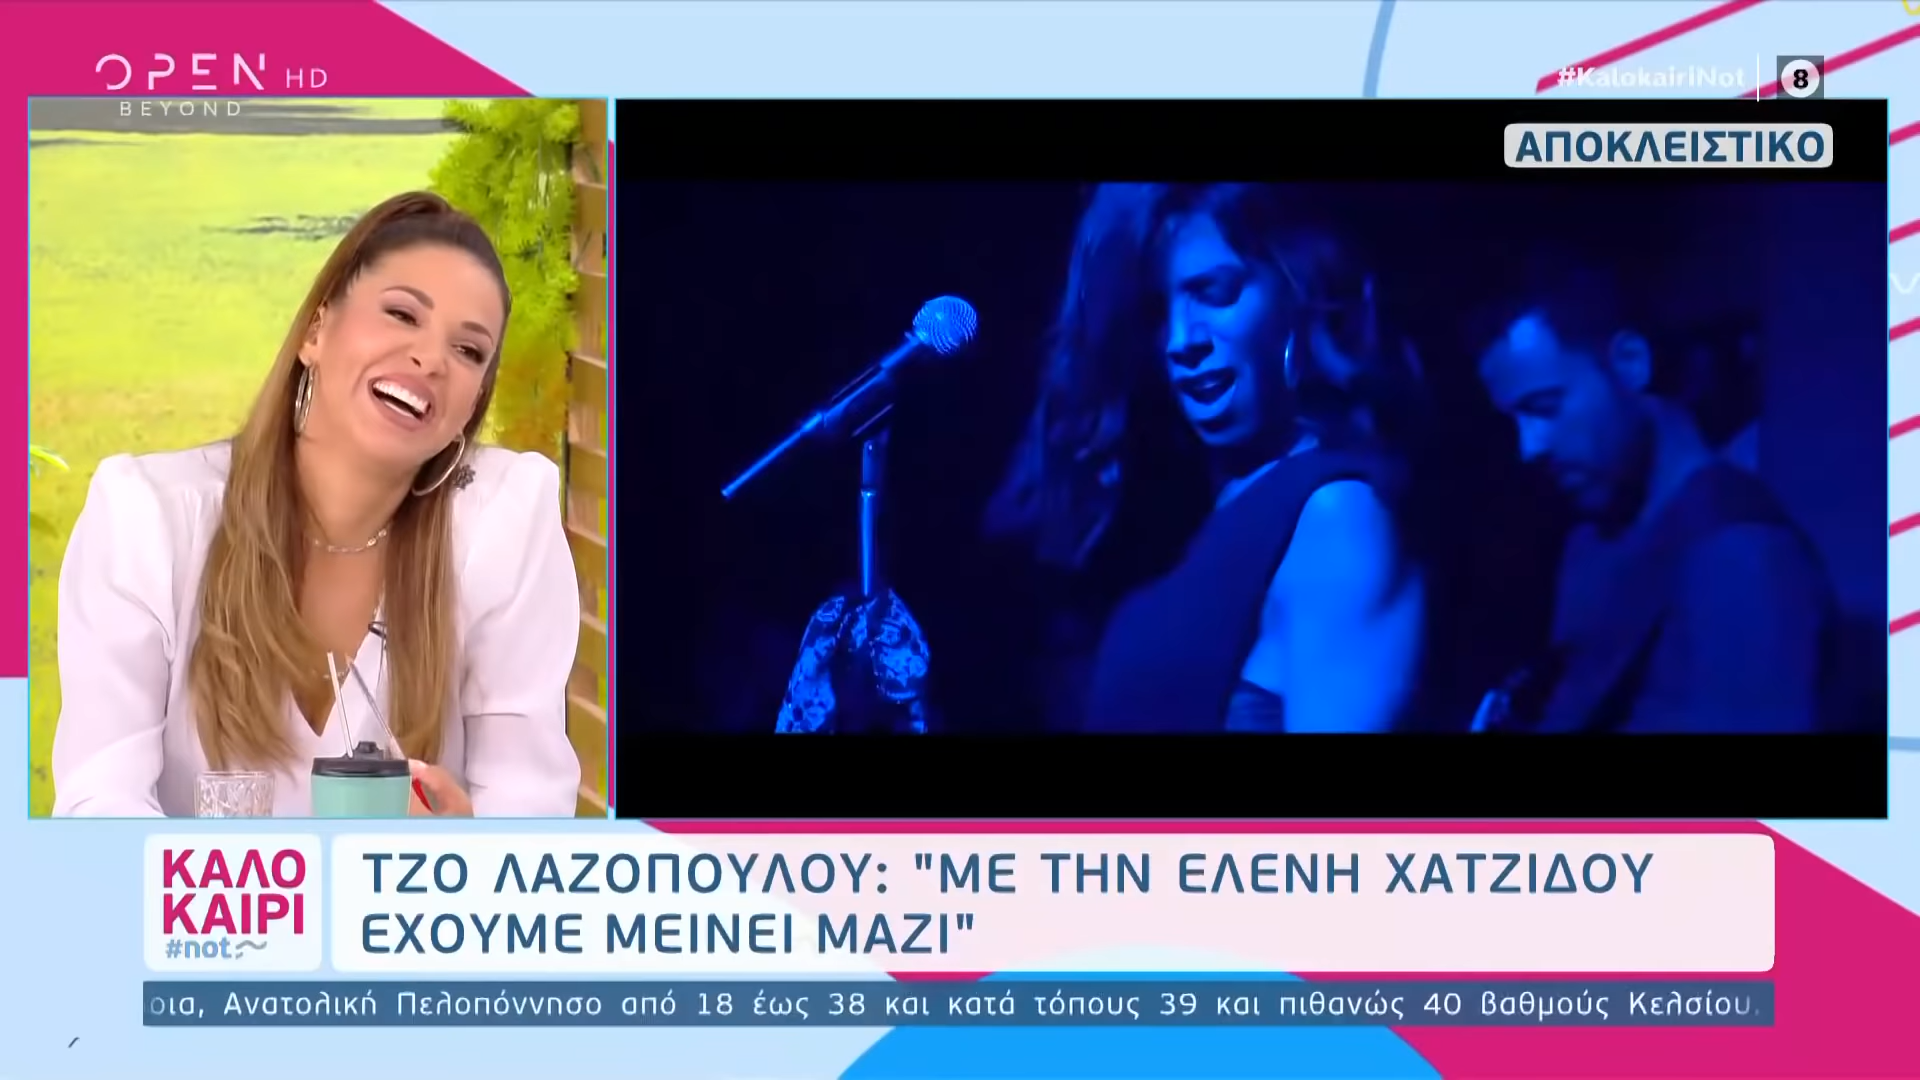 OPEN HD
BEYOND
#KalokairiNot
8
ΑΠΟΚΛΕΙΣΤΙΚΟ
ΚΑΛΟ
ΚΑΙΡΙ
#not
ΤΖΟ ΛΑΖΟΠΟΥΛΟΥ: "ΜΕ ΤΗΝ ΕΛΕΝΗ ΧΑΤΖΙΔΟΥ
ΕΧΟΥΜΕ ΜΕΙΝΕΙ ΜΑΖΙ"
οια, Ανατολική Πελοπόννησο από 18 έως 38 και κατά τόπους 39 και πιθανώς 40 βαθμούς Κελσίου.